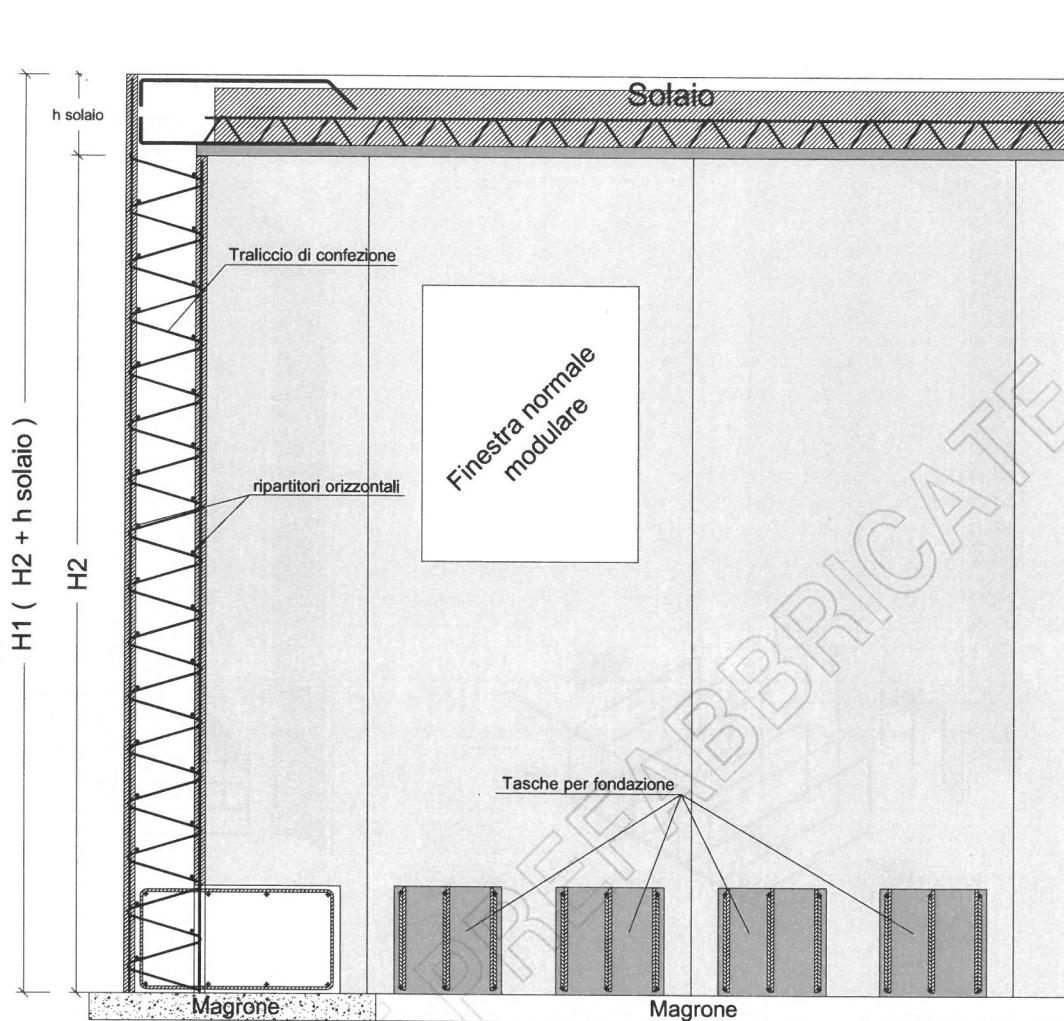 Solaio
h solaio
Traliccio di confezione
Finestra normale
modulare
ripartitori orizzontali
H1 ( H2 + h solaio )
H2
PREFABBRICATE
Tasche per fondazione
Magrone
Magrone